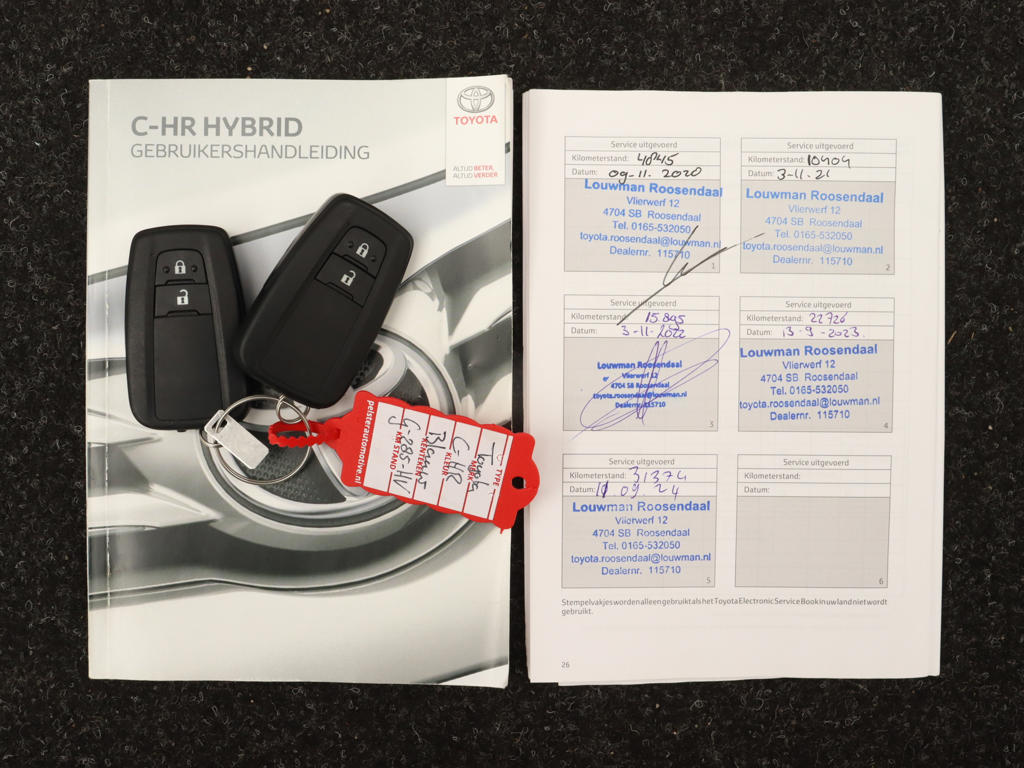 C-HR HYBRID
GEBRUIKERSHANDLEIDING
TOYOTA
ALTIJD BETER,
ALTIJD VERDER
pelsterautomotive.nl
MERK
TYPE
C-HR
KLEUR
Blauw
KENTEKEN
G-285-HV
KM STAND
Service uitgevoerd
Kilometerstand: 4845
Datum: 09-11-2020
Louwman Roosendaal
Vlierwerf 12
4704 SB Roosendaal
Tel. 0165-532050
toyota.roosendaal@louwman.nl
Dealernr. 115710
1
Service uitgevoerd
Kilometerstand: 10404
Datum: 3-11-21
Louwman Roosendaal
Vlierwerf 12
4704 SB Roosendaal
Tel. 0165-532050
toyota.roosendaal@louwman.nl
Dealernr. 115710
2
Service uitgevoerd
Kilometerstand: 15.895
Datum: 3-11-2022
Louwman Roosendaal
Vlierwerf 12
4704 SB Roosendaal
toyota.roosendaal@louwman.nl
Dealernr. 115710
3
Service uitgevoerd
Kilometerstand: 22726
Datum: 13-9-2023.
Louwman Roosendaal
Vlierwerf 12
4704 SB Roosendaal
Tel. 0165-532050
toyota.roosendaal@louwman.nl
Dealernr. 115710
4
Service uitgevoerd
Kilometerstand: 31374
Datum: 09.24
Louwman Roosendaal
Vlierwerf 12
4704 SB Roosendaal
Tel. 0165-532050
toyota.roosendaal@louwman.nl
Dealernr. 115710
5
Service uitgevoerd
Kilometerstand:
Datum:
6
Stempelvakjes worden alleen gebruikt als het Toyota Electronic Service Book in uw land niet wordt
gebruikt.
26